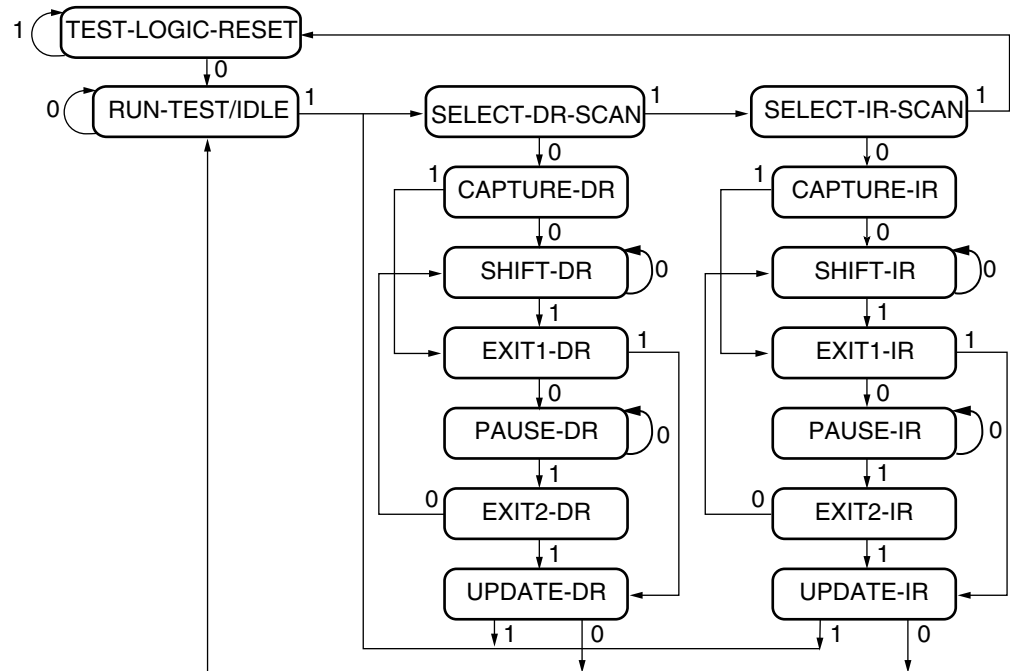 1
TEST-LOGIC-RESET
0
0
RUN-TEST/IDLE
1
SELECT-DR-SCAN
1
SELECT-IR-SCAN
1
0
0
1
CAPTURE-DR
1
CAPTURE-IR
0
0
SHIFT-DR
0
SHIFT-IR
0
1
1
EXIT1-DR
1
EXIT1-IR
1
0
0
PAUSE-DR
0
PAUSE-IR
0
1
1
0
EXIT2-DR
0
EXIT2-IR
1
1
UPDATE-DR
UPDATE-IR
1
0
1
0